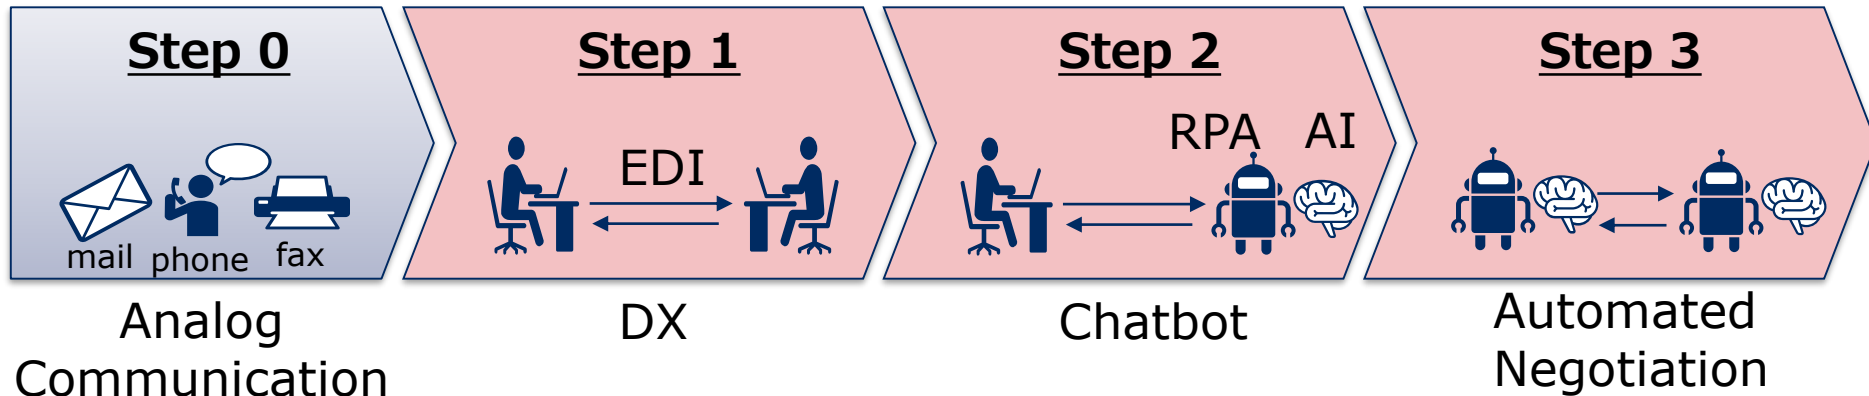 Step 0
mail
phone
fax
Analog
Communication
Step 1
EDI
DX
Step 2
RPA
AI
Chatbot
Step 3
Automated
Negotiation